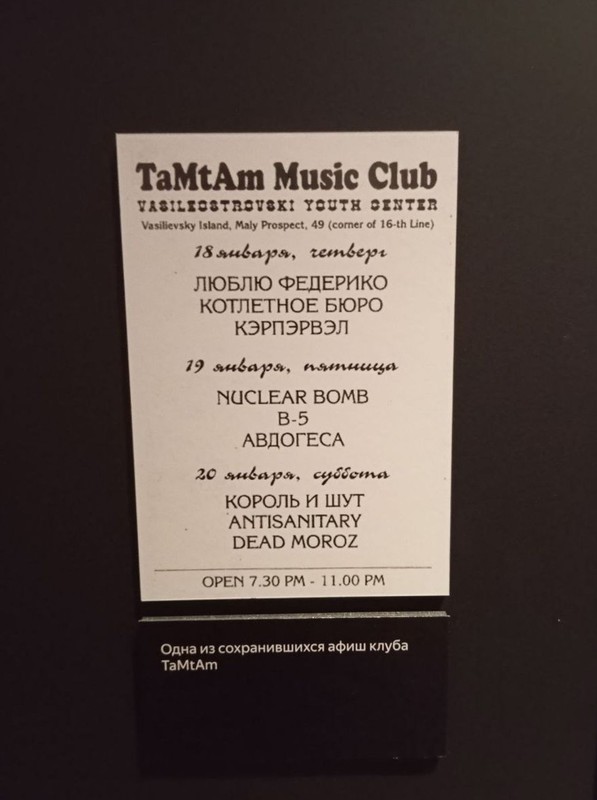 TaMtAm Music Club
VASILEOSTROVSKI YOUTH CENTER
Vasilievsky Island, Maly Prospect, 49 (corner of 16-th Line)
18 января, четверг
ЛЮБЛЮ ФЕДЕРИКО
КОТЛЕТНОЕ БЮРО
КЭРПЭРВЭЛ
19 января, пятница
NUCLEAR BOMB
B-5
АВДОГЕСА
20 января, суббота
КОРОЛЬ И ШУТ
ANTISANITARY
DEAD MOROZ
OPEN 7.30 PM - 11.00 PM
Одна из сохранившихся афиш клуба
TaMtAm